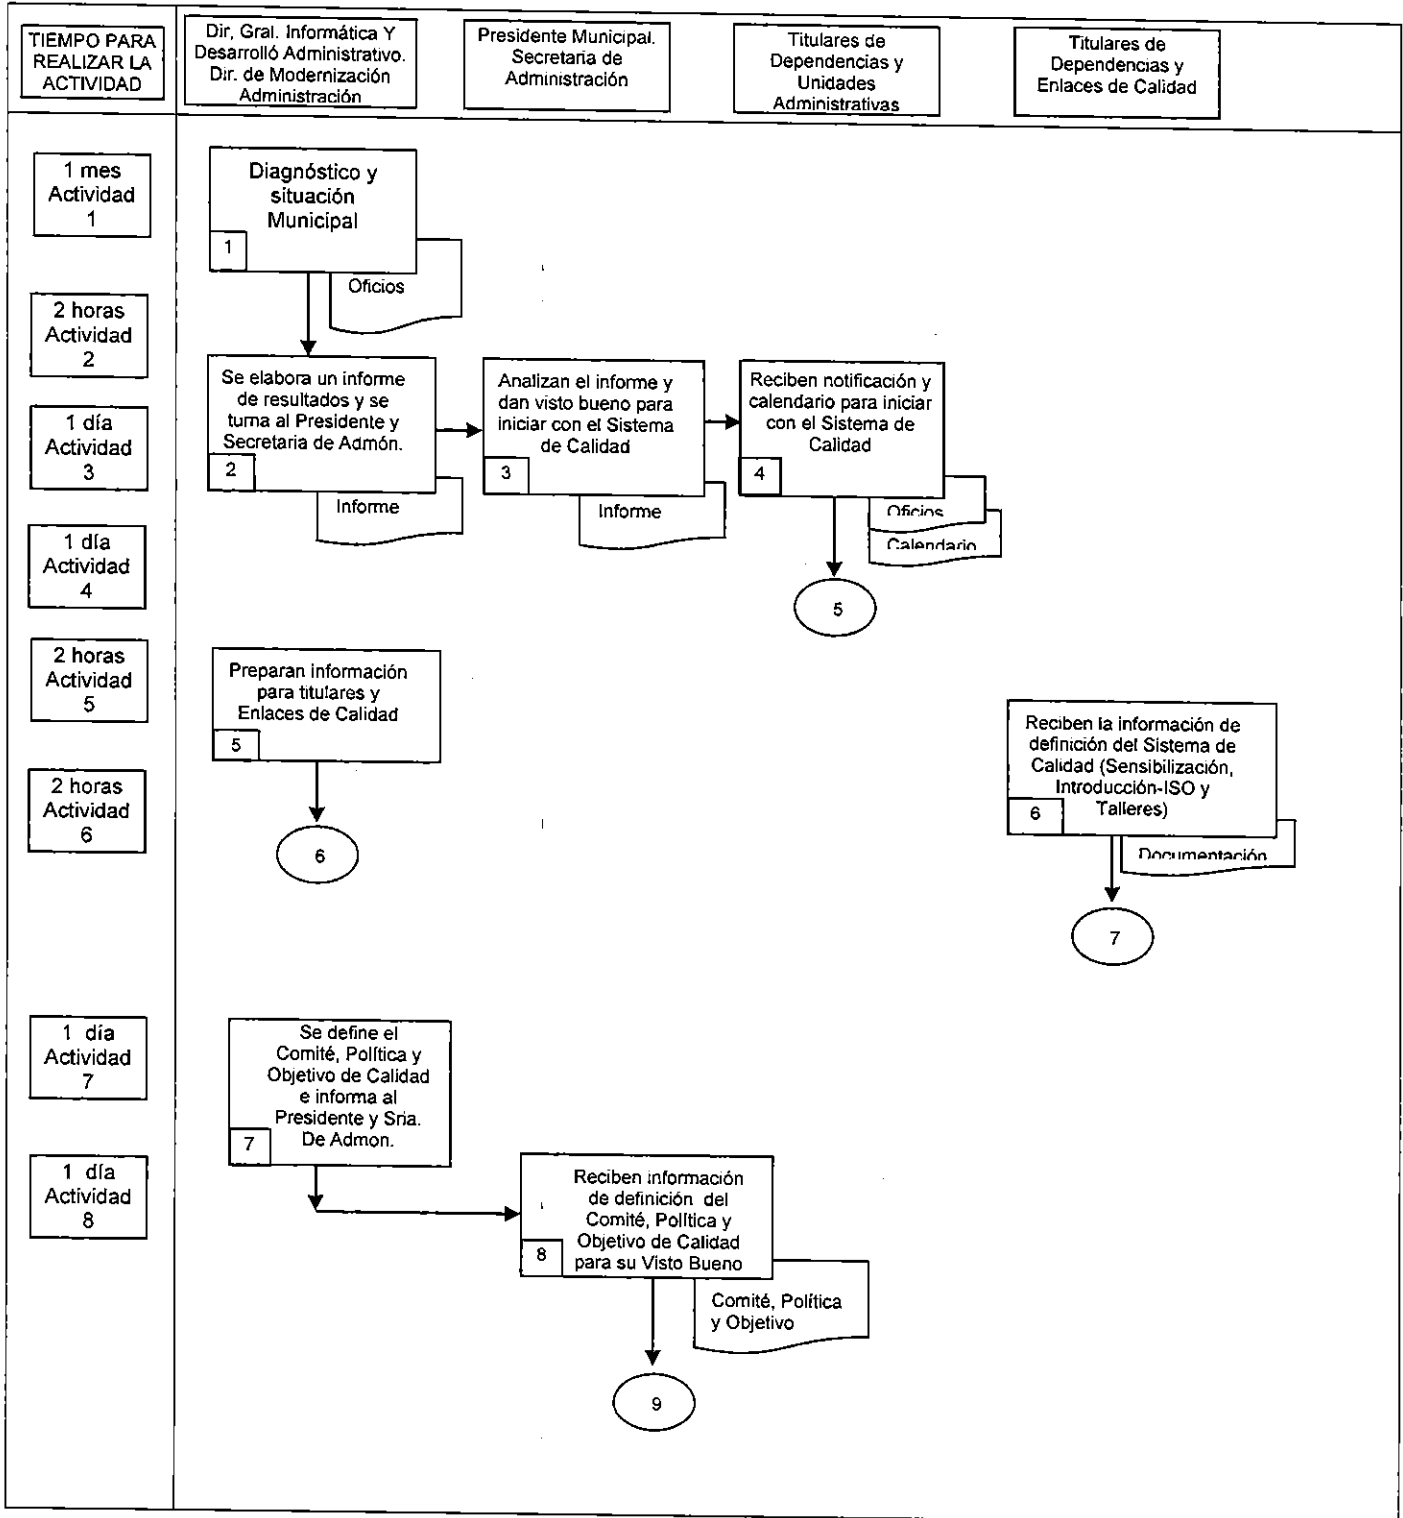 TIEMPO PARA
REALIZAR LA
ACTIVIDAD
Dir, Gral. Informática Y
Desarrolló Administrativo.
Dir. de Modernización
Administración
Presidente Municipal.
Secretaria de
Administración
Titulares de
Dependencias y
Unidades
Administrativas
Titulares de
Dependencias y
Enlaces de Calidad
1 mes
Actividad
1
Diagnóstico y
situación
Municipal
1
Oficios
2 horas
Actividad
2
Se elabora un informe
de resultados y se
turna al Presidente y
Secretaria de Admón.
2
Informe
Analizan el informe y
dan visto bueno para
iniciar con el Sistema
de Calidad
3
Informe
Reciben notificación y
calendario para iniciar
con el Sistema de
Calidad
4
Oficios
Calendario
5
1 día
Actividad
3
1 día
Actividad
4
2 horas
Actividad
5
Preparan información
para titulares y
Enlaces de Calidad
5
6
Reciben la información de
definición del Sistema de
Calidad (Sensibilización,
Introducción-ISO y
Talleres)
6
Documentación
7
2 horas
Actividad
6
1 día
Actividad
7
Se define el
Comité, Política y
Objetivo de Calidad
e informa al
Presidente y Sria.
De Admon.
7
1 día
Actividad
8
Reciben información
de definición del
Comité, Política y
Objetivo de Calidad
para su Visto Bueno
8
Comité, Política
y Objetivo
9